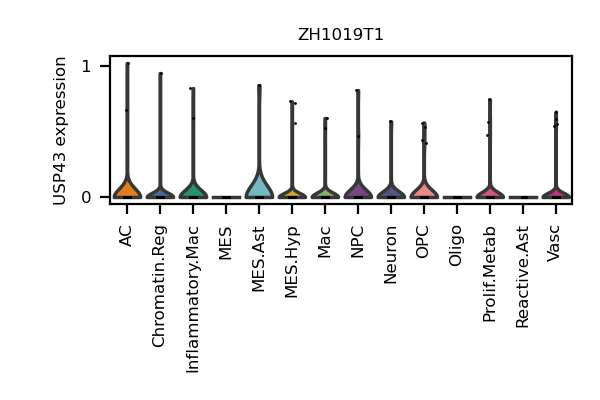 ZH1019T1
USP43 expression
1
0
AC
Chromatin.Reg
Inflammatory.Mac
MES
MES.Ast
MES.Hyp
Mac
NPC
Neuron
OPC
Oligo
Prolif.Metab
Reactive.Ast
Vasc